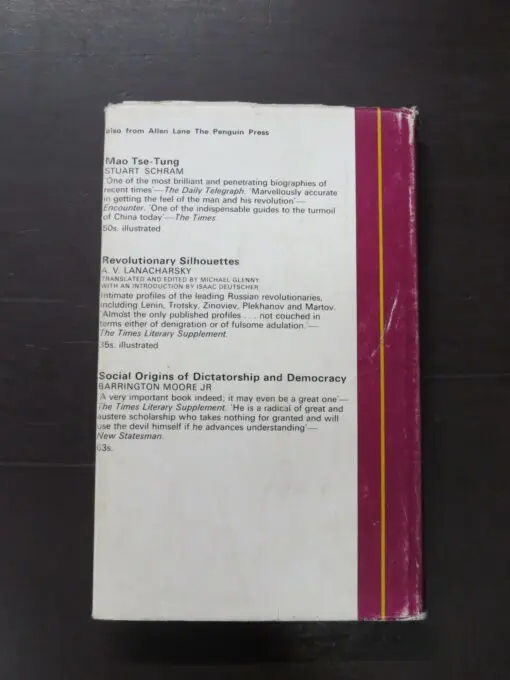 also from Allen Lane The Penguin Press
Mao Tse-Tung
STUART SCHRAM
'One of the most brilliant and penetrating biographies of
recent times'—The Daily Telegraph. 'Marvellously accurate
in getting the feel of the man and his revolution'—
Encounter. 'One of the indispensable guides to the turmoil
of China today'—The Times.
50s. illustrated
Revolutionary Silhouettes
A. V. LANACHARSKY
TRANSLATED AND EDITED BY MICHAEL GLENNY:
WITH AN INTRODUCTION BY ISAAC DEUTSCHER
Intimate profiles of the leading Russian revolutionaries,
including Lenin, Trotsky, Zinoviev, Plekhanov and Martov.
'Almost the only published profiles . . . not couched in
terms either of denigration or of fulsome adulation.'—
The Times Literary Supplement.
35s. illustrated
Social Origins of Dictatorship and Democracy
BARRINGTON MOORE JR
'A very important book indeed; it may even be a great one'—
The Times Literary Supplement. 'He is a radical of great and
austere scholarship who takes nothing for granted and will
use the devil himself if he advances understanding'—
New Statesman.
63s.